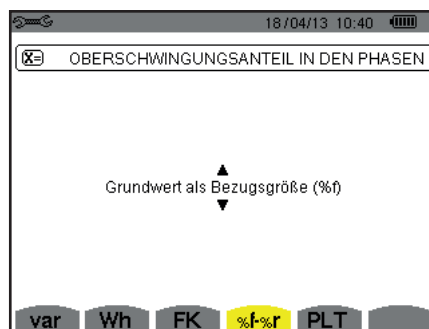 18/04/13 10:40
X= OBERSCHWINGUNGSANTEIL IN DEN PHASEN
Grundwert als Bezugsgröße (%f)
var Wh FK %f-%r PLT